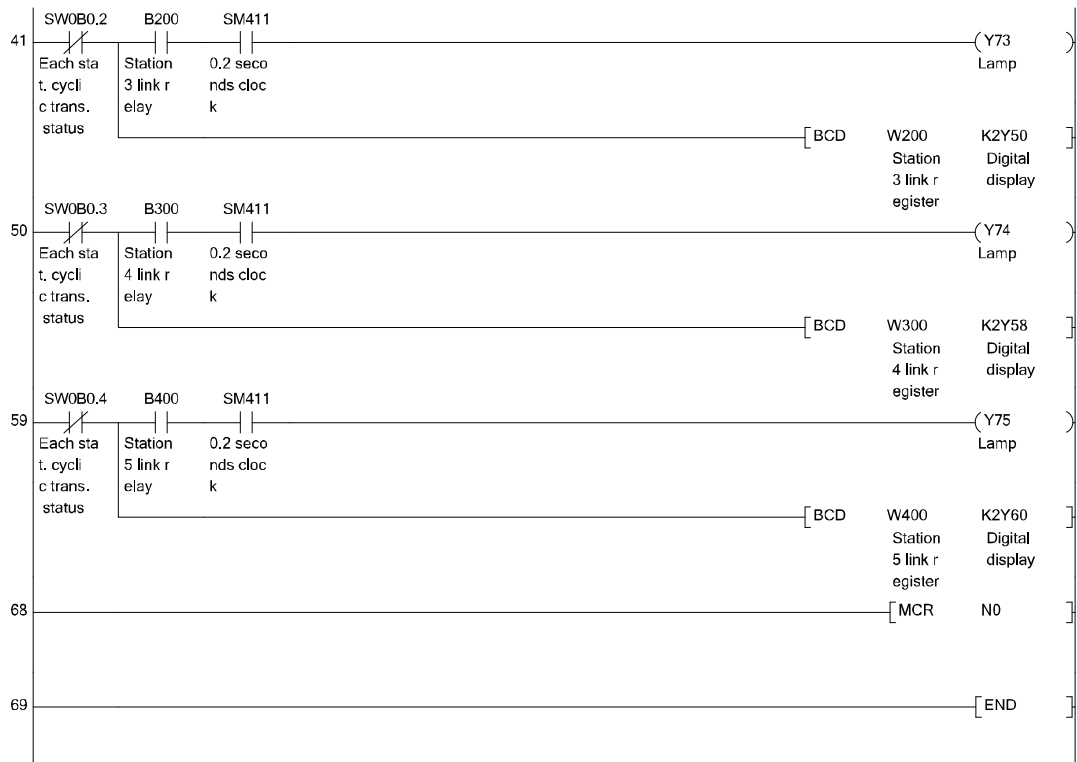 SW0B0.2 B200 SM411
41 Y73
Each sta Station 0.2 seco Lamp
t. cycli 3 link r nds cloc
c trans. elay k
status
BCD W200 K2Y50
Station Digital
3 link r display
egister
SW0B0.3 B300 SM411
50 Y74
Each sta Station 0.2 seco Lamp
t. cycli 4 link r nds cloc
c trans. elay k
status
BCD W300 K2Y58
Station Digital
4 link r display
egister
SW0B0.4 B400 SM411
59 Y75
Each sta Station 0.2 seco Lamp
t. cycli 5 link r nds cloc
c trans. elay k
status
BCD W400 K2Y60
Station Digital
5 link r display
egister
68 MCR N0
69 END